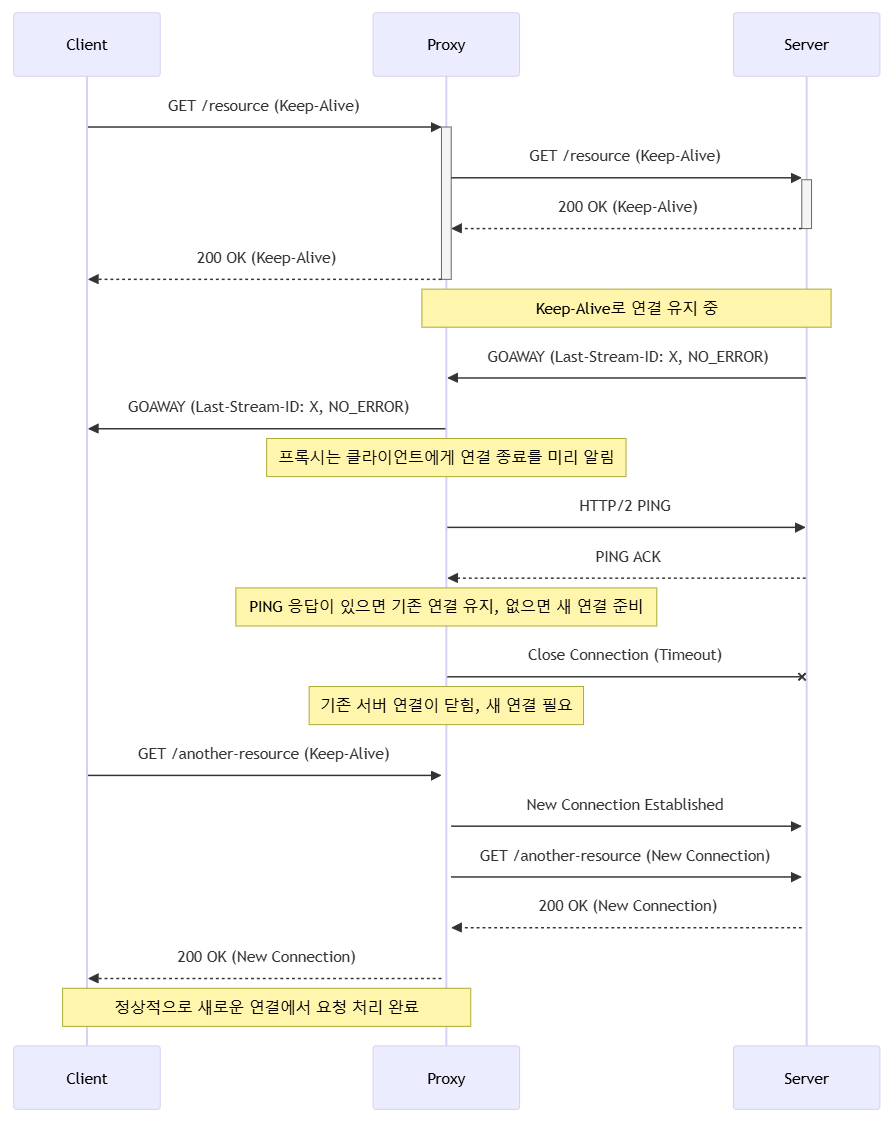 Client
Proxy
Server
GET /resource (Keep-Alive)
GET /resource (Keep-Alive)
200 OK (Keep-Alive)
200 OK (Keep-Alive)
Keep-Alive로 연결 유지 중
GOAWAY (Last-Stream-ID: X, NO_ERROR)
GOAWAY (Last-Stream-ID: X, NO_ERROR)
프록시는 클라이언트에게 연결 종료를 미리 알림
HTTP/2 PING
PING ACK
PING 응답이 있으면 기존 연결 유지, 없으면 새 연결 준비
Close Connection (Timeout)
기존 서버 연결이 닫힘, 새 연결 필요
GET /another-resource (Keep-Alive)
New Connection Established
GET /another-resource (New Connection)
200 OK (New Connection)
200 OK (New Connection)
정상적으로 새로운 연결에서 요청 처리 완료
Client
Proxy
Server